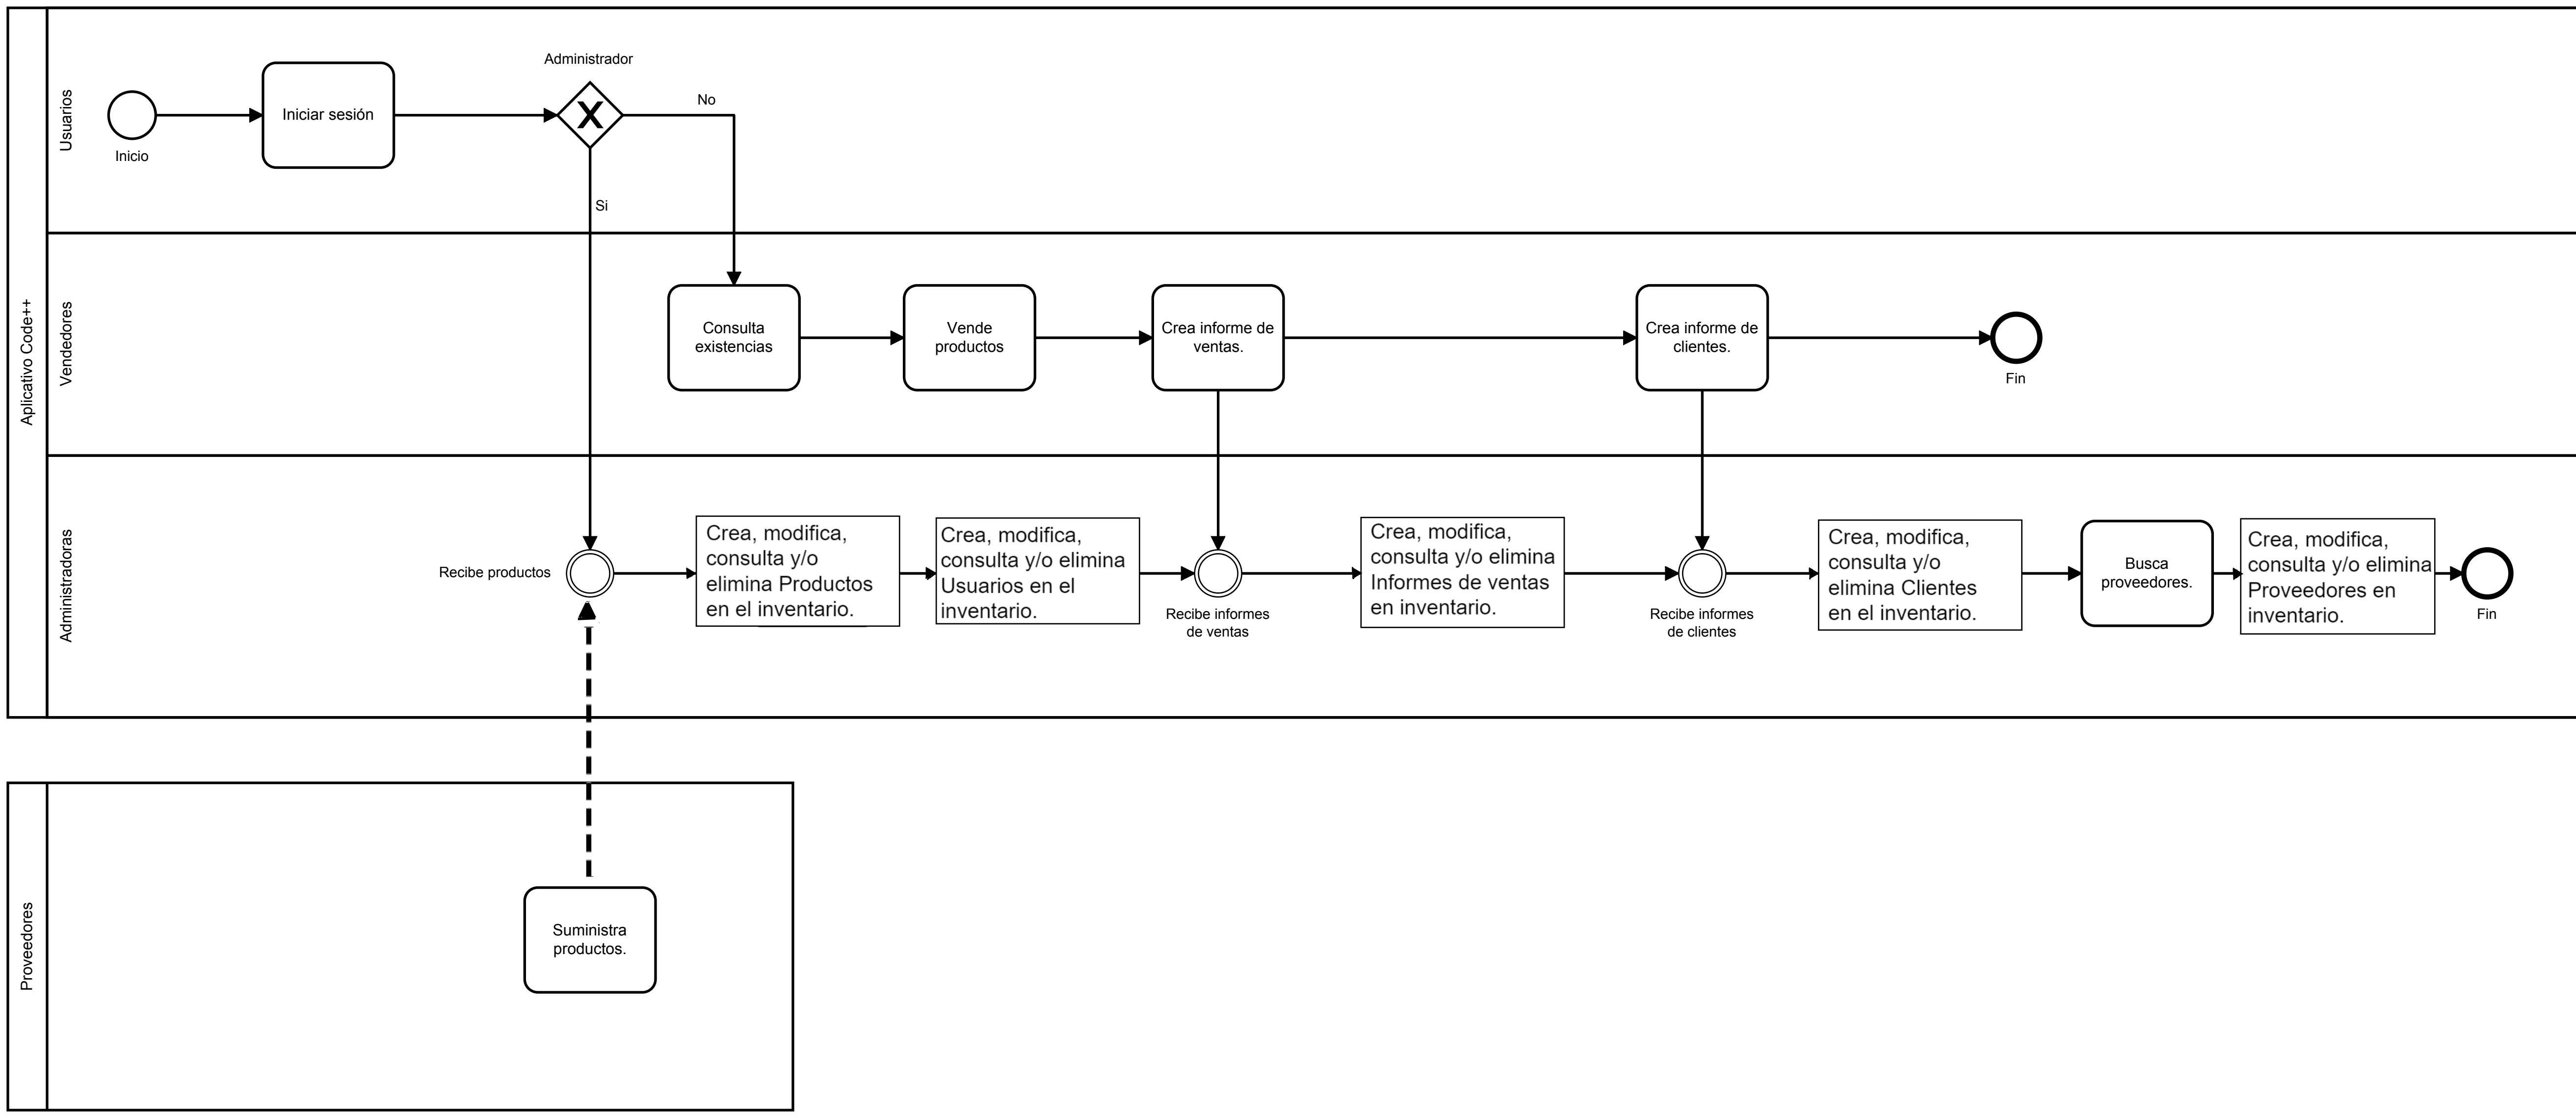 Aplicativo Code++
Usuarios
Inicio
Iniciar sesión
Administrador
X
No
Si
Vendedores
Consulta
existencias
Vende
productos
Crea informe de
ventas.
Crea informe de
clientes.
Fin
Administradoras
Recibe productos
Crea, modifica,
consulta y/o
elimina Productos
en el inventario.
Crea, modifica,
consulta y/o elimina
Usuarios en el
inventario.
Recibe informes
de ventas
Crea, modifica,
consulta y/o elimina
Informes de ventas
en inventario.
Recibe informes
de clientes
Crea, modifica,
consulta y/o
elimina Clientes
en el inventario.
Busca
proveedores.
Crea, modifica,
consulta y/o elimina
Proveedores en
inventario.
Fin
Proveedores
Suministra
productos.